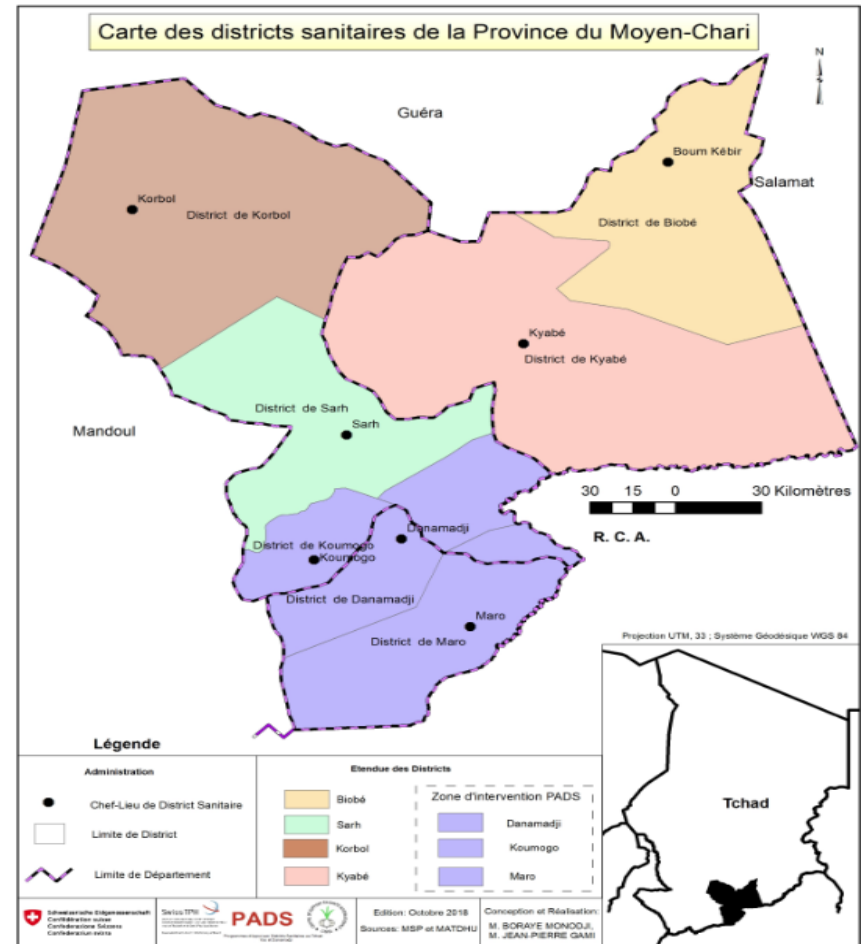 Carte des districts sanitaires de la Province du Moyen-Chari
N
Guéra
Boum Kébir
Salamat
Korbol
District de Korbol
District de Biobé
Kyabé
District de Kyabé
District de Sarh
Sarh
Mandoul
30 15 0 30 Kilomètres
R. C. A.
Danamadji
District de Koumogo
Koumogo
District de Danamadji
Maro
District de Maro
Projection UTM, 33 ; Système Géodésique WGS 84
Tchad
Légende
Administration
Chef-Lieu de District Sanitaire
Limite de District
Limite de Département
Etendue des Districts
Biobé
Sarh
Korbol
Kyabé
Zone d'intervention PADS
Danamadji
Koumogo
Maro
Schweizerische Eidgenossenschaft
Confédération suisse
Confederazione Svizzera
Confederaziun svizra
Swiss TPH
PADS
Edition: Octobre 2018
Sources: MSP et MATDHU
Conception et Réalisation:
M. BORAYE MONODJI,
M. JEAN-PIERRE GAMI